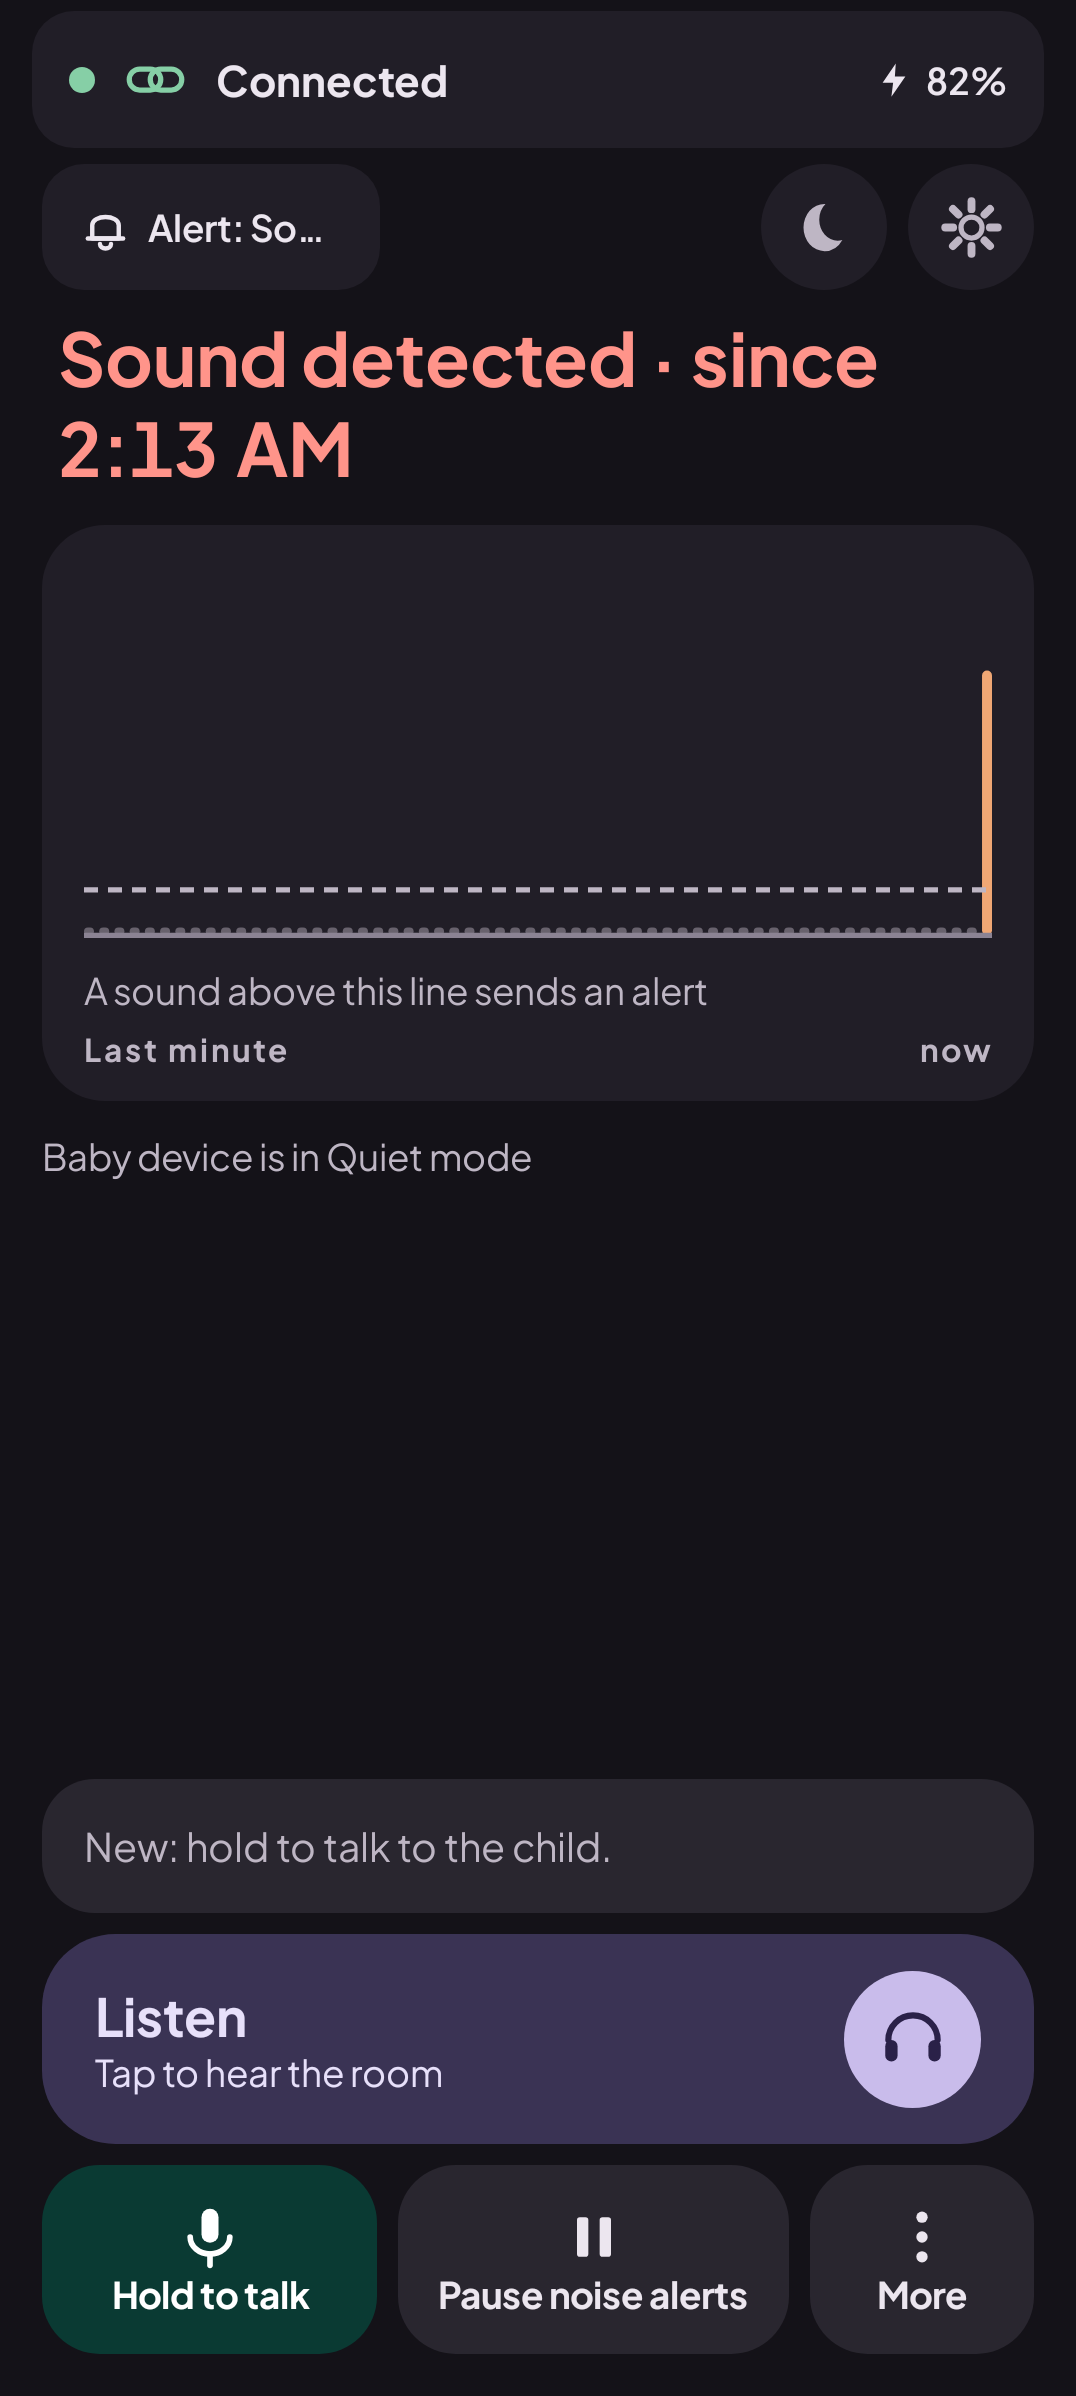 Connected
82%
Alert: So...
Sound detected · since
2:13 AM
A sound above this line sends an alert
Last minute
now
Baby device is in Quiet mode
New: hold to talk to the child.
Listen
Tap to hear the room
Hold to talk
Pause noise alerts
More